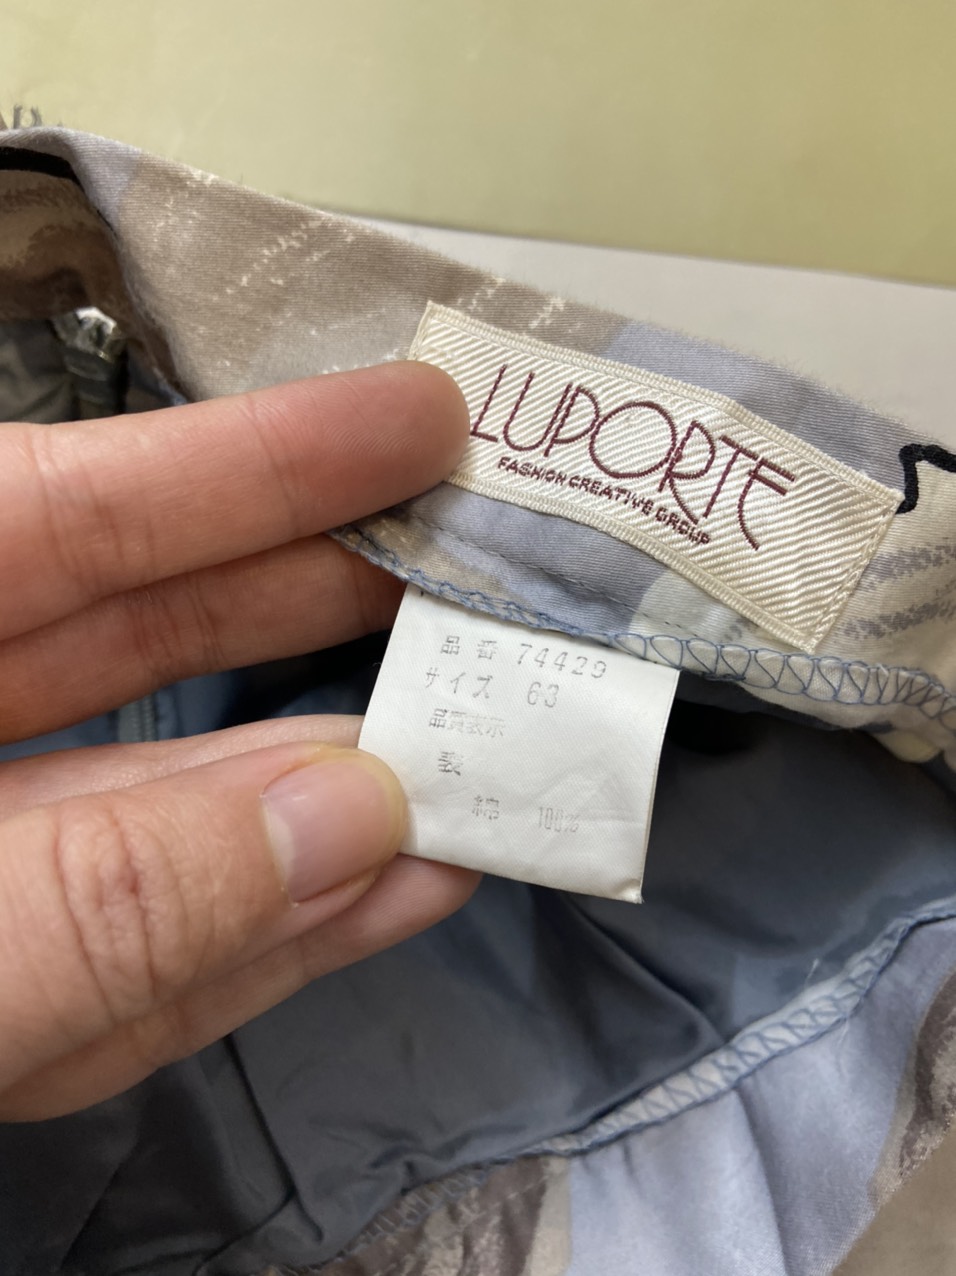 LUPORTE
FASHION CREATIVE GROUP
品番 74429
サイズ 63
品質表示
表
綿 100%